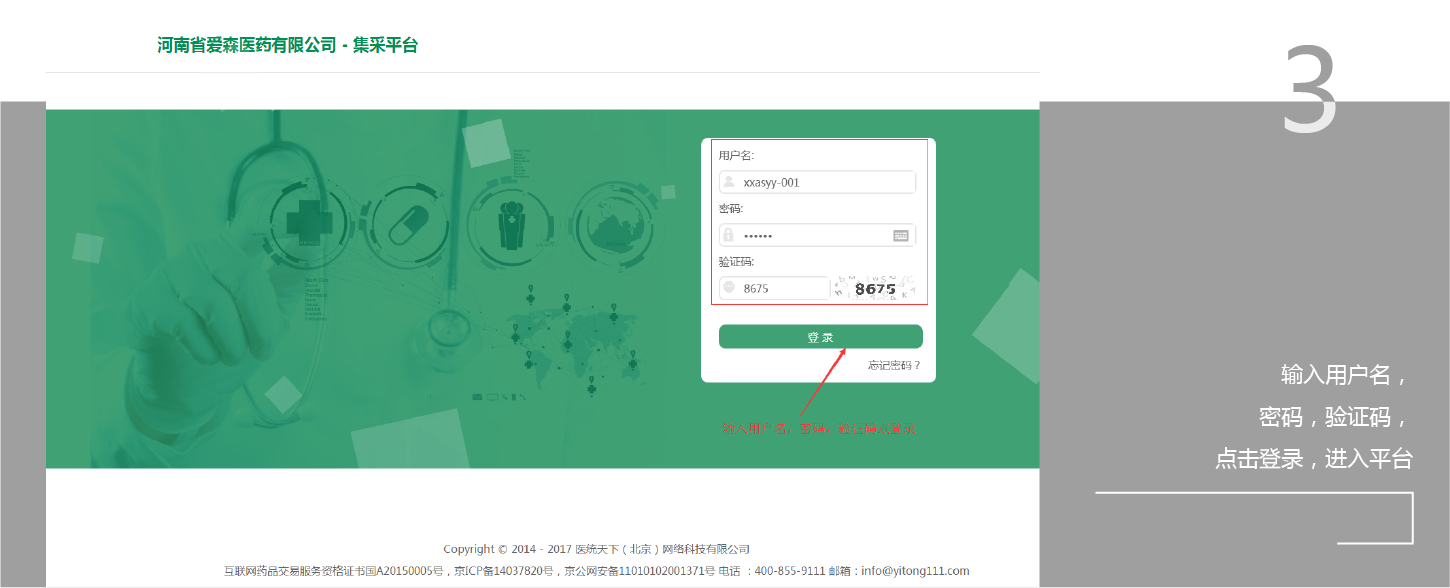 河南省爱森医药有限公司 - 集采平台
3
用户名:
xxasyy-001
密码:
••••••
验证码:
8675
8675
登录
忘记密码？
输入用户名，密码，验证码点登录
输入用户名，
密码，验证码，
点击登录，进入平台
Copyright © 2014 - 2017 医统天下（北京）网络科技有限公司
互联网药品交易服务资格证书国A20150005号，京ICP备14037820号，京公网安备11010102001371号 电话 ：400-855-9111 邮箱：info@yitong111.com